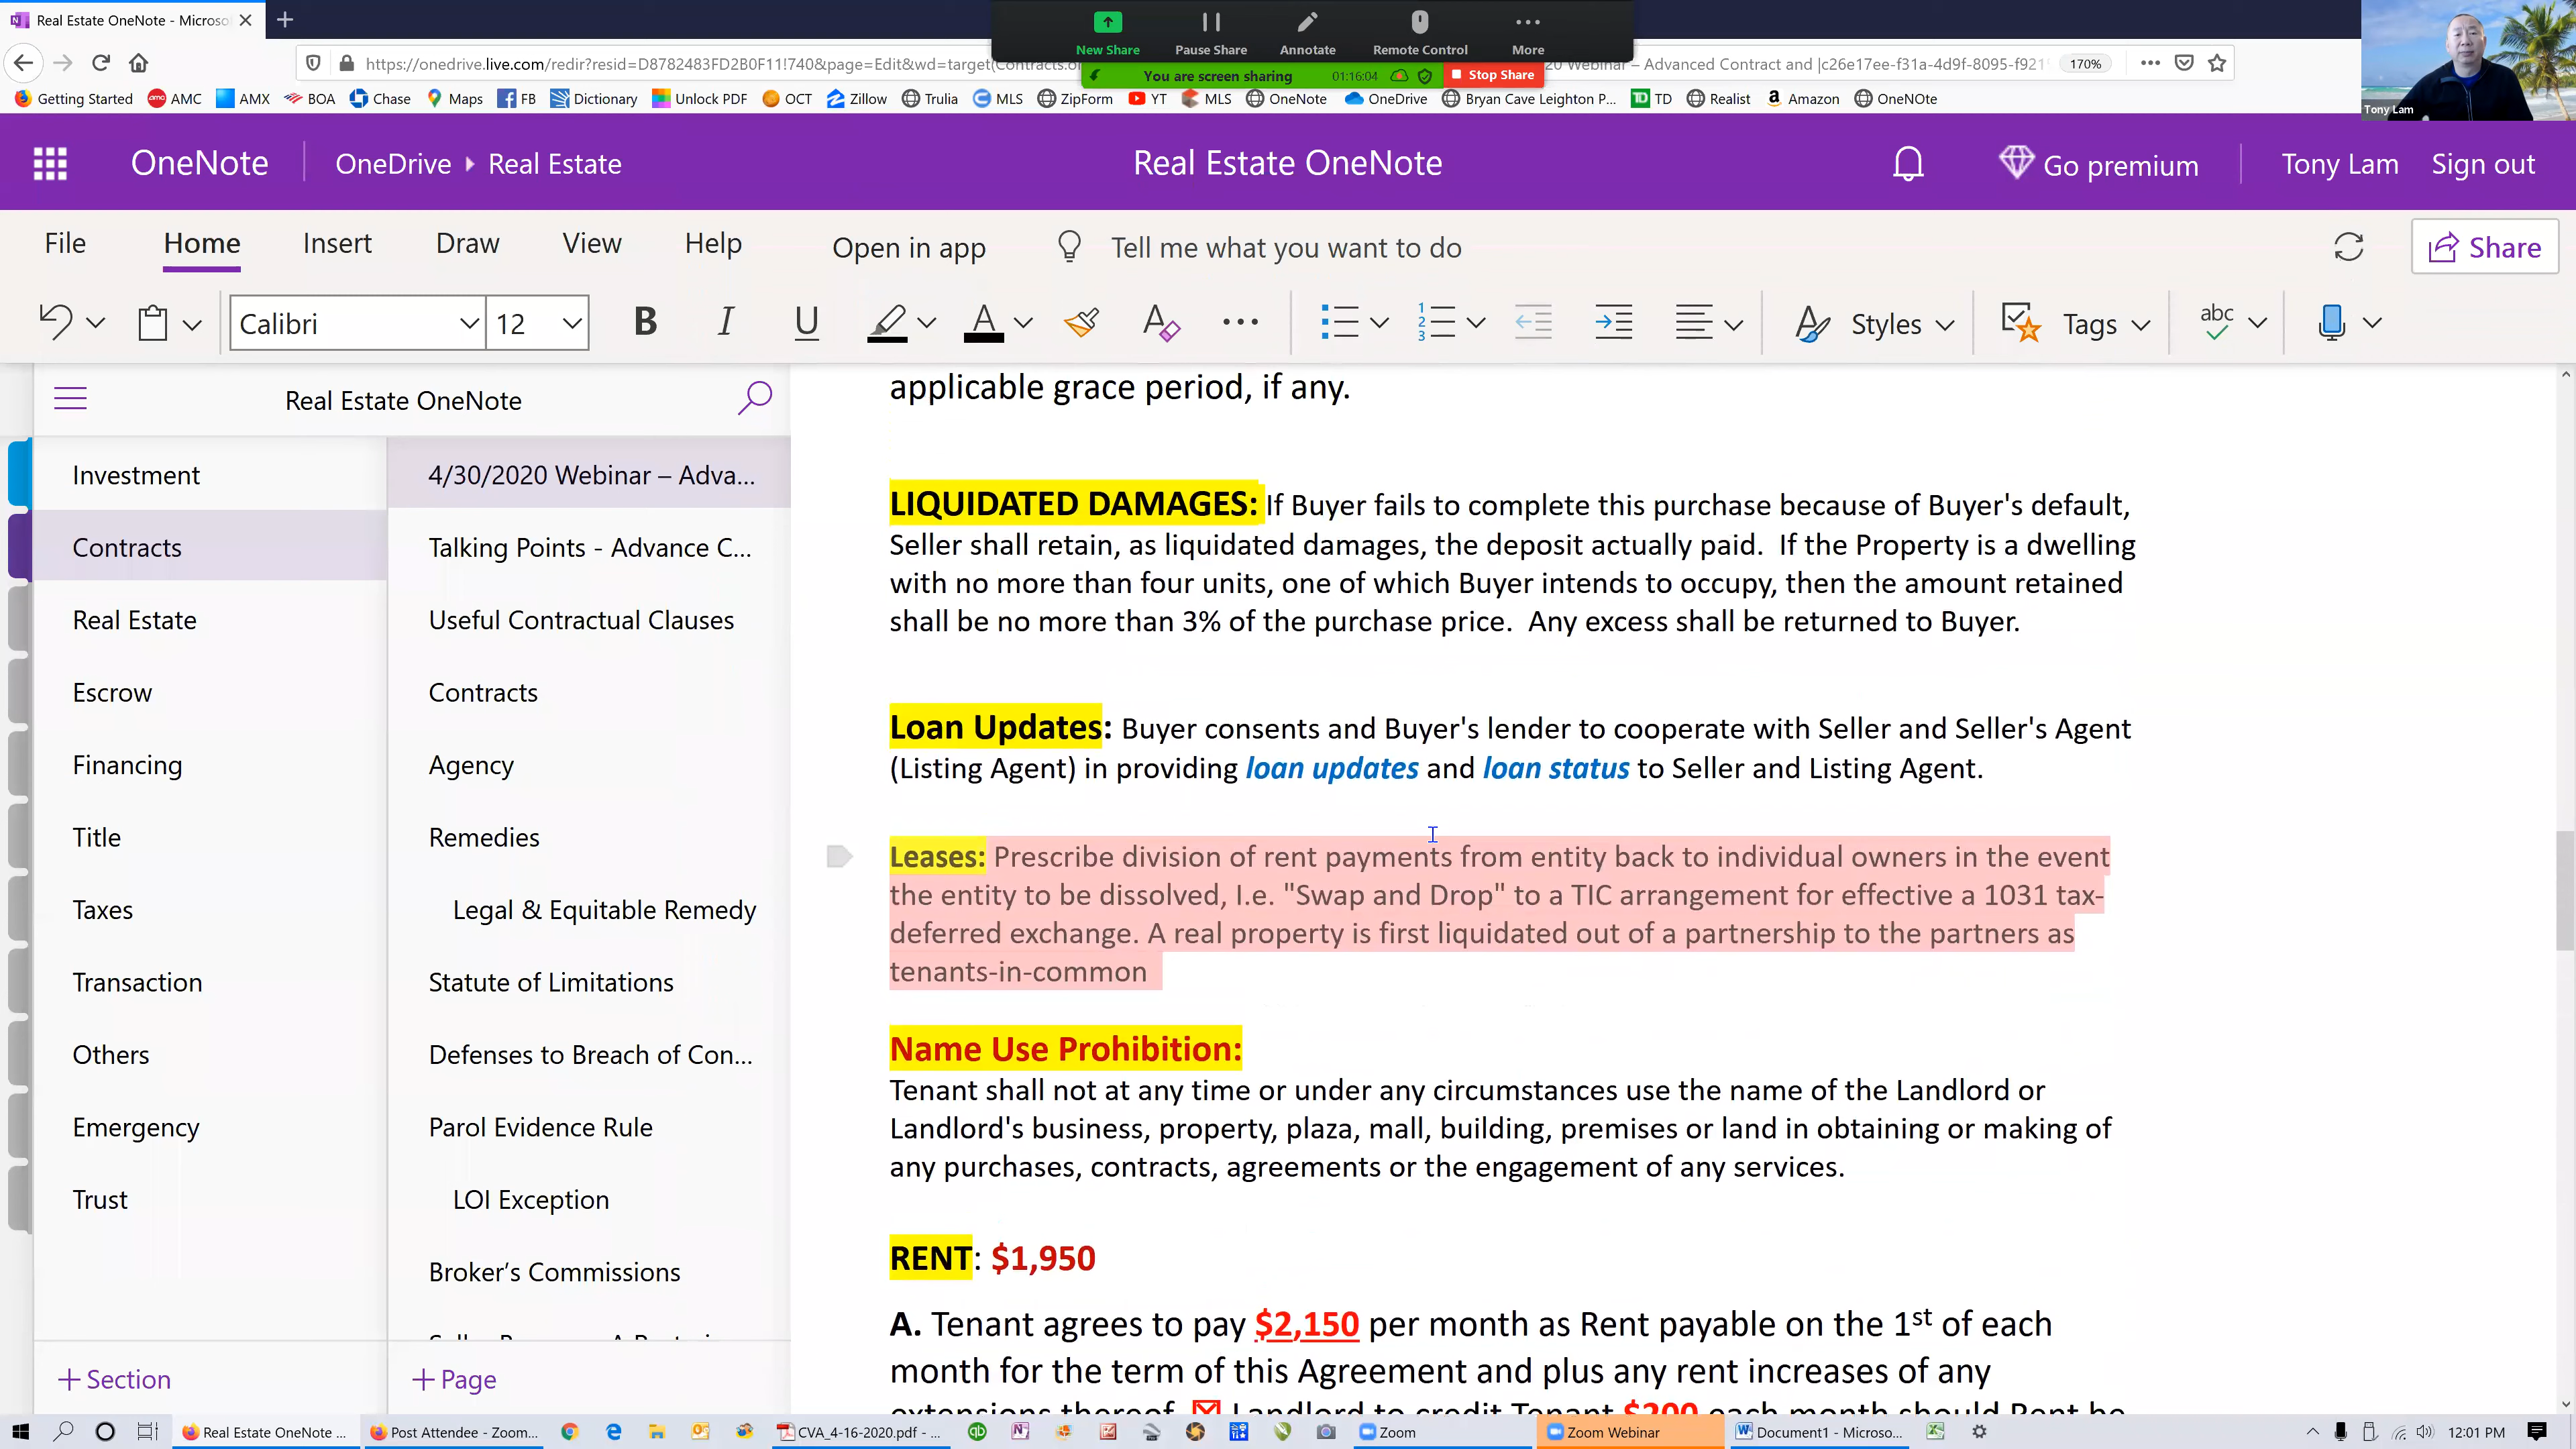 Real Estate OneNote - Microso
New Share
Pause Share
Annotate
Remote Control
More
https://onedrive.live.com/redir?resid=D8782483FD2B0F11!740&page=Edit&wd=target(Contracts.o
20 Webinar – Advanced Contract and |c26e17ee-f31a-4d9f-8095-f921
170%
You are screen sharing
01:16:04
Stop Share
Getting Started
AMC
AMX
BOA
Chase
Maps
FB
Dictionary
Unlock PDF
OCT
Zillow
Trulia
MLS
ZipForm
YT
MLS
OneNote
OneDrive
Bryan Cave Leighton P...
TD
Realist
Amazon
OneNOte
Tony Lam
OneNote
OneDrive
Real Estate
Real Estate OneNote
Go premium
Tony Lam
Sign out
File
Home
Insert
Draw
View
Help
Open in app
Tell me what you want to do
Share
Calibri
12
B
I
U
A
A
Styles
Tags
abc
Real Estate OneNote
Investment
Contracts
Real Estate
Escrow
Financing
Title
Taxes
Transaction
Others
Emergency
Trust
+ Section
4/30/2020 Webinar – Adva...
Talking Points - Advance C...
Useful Contractual Clauses
Contracts
Agency
Remedies
Legal & Equitable Remedy
Statute of Limitations
Defenses to Breach of Con...
Parol Evidence Rule
LOI Exception
Broker's Commissions
+ Page
applicable grace period, if any.
LIQUIDATED DAMAGES: If Buyer fails to complete this purchase because of Buyer's default,
Seller shall retain, as liquidated damages, the deposit actually paid. If the Property is a dwelling
with no more than four units, one of which Buyer intends to occupy, then the amount retained
shall be no more than 3% of the purchase price. Any excess shall be returned to Buyer.
Loan Updates: Buyer consents and Buyer's lender to cooperate with Seller and Seller's Agent
(Listing Agent) in providing loan updates and loan status to Seller and Listing Agent.
Leases: Prescribe division of rent payments from entity back to individual owners in the event
the entity to be dissolved, I.e. "Swap and Drop" to a TIC arrangement for effective a 1031 tax-
deferred exchange. A real property is first liquidated out of a partnership to the partners as
tenants-in-common
Name Use Prohibition:
Tenant shall not at any time or under any circumstances use the name of the Landlord or
Landlord's business, property, plaza, mall, building, premises or land in obtaining or making of
any purchases, contracts, agreements or the engagement of any services.
RENT: $1,950
A. Tenant agrees to pay $2,150 per month as Rent payable on the 1st of each
month for the term of this Agreement and plus any rent increases of any
extensions thereof. Landlord to credit Tenant $200 each month should Rent be
Real Estate OneNote ...
Post Attendee - Zoom...
CVA_4-16-2020.pdf - ...
Zoom
Zoom Webinar
Document1 - Microso...
12:01 PM